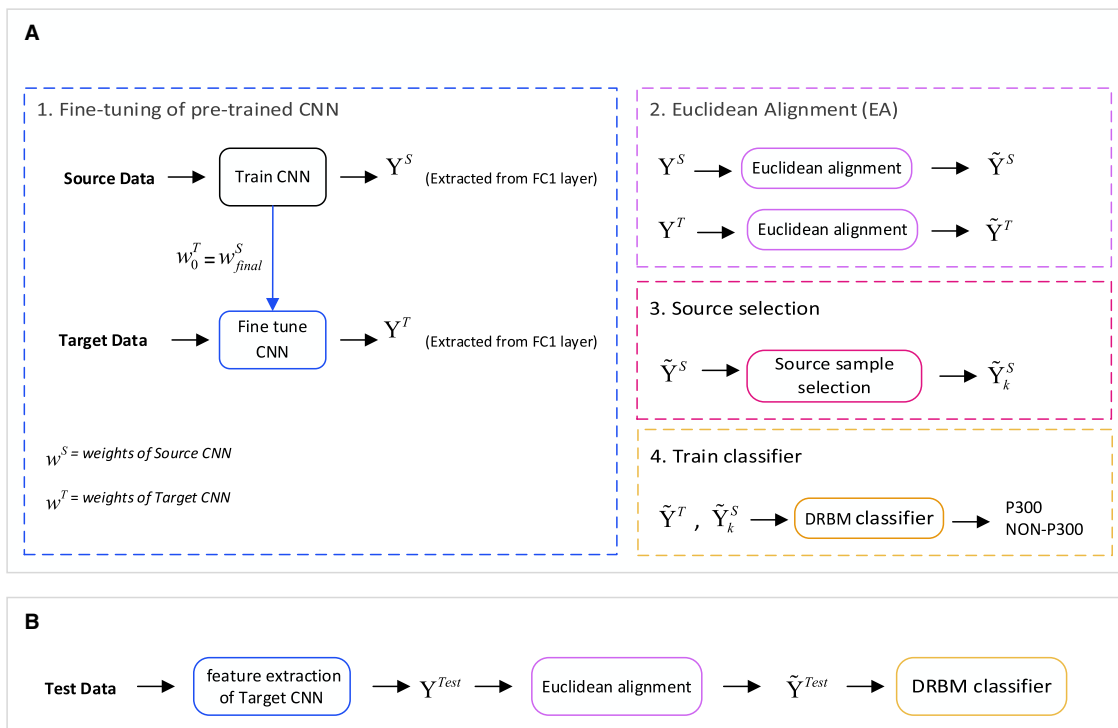 A
1. Fine-tuning of pre-trained CNN
Source Data
Train CNN
Y^S
(Extracted from FC1 layer)
w_0^T = w_final^S
Target Data
Fine tune
CNN
Y^T
(Extracted from FC1 layer)
w^S = weights of Source CNN
w^T = weights of Target CNN
2. Euclidean Alignment (EA)
Y^S
Euclidean alignment
Ỹ^S
Y^T
Euclidean alignment
Ỹ^T
3. Source selection
Ỹ^S
Source sample
selection
Ỹ_k^S
4. Train classifier
Ỹ^T , Ỹ_k^S
DRBM classifier
P300
NON-P300
B
Test Data
feature extraction
of Target CNN
Y^Test
Euclidean alignment
Ỹ^Test
DRBM classifier